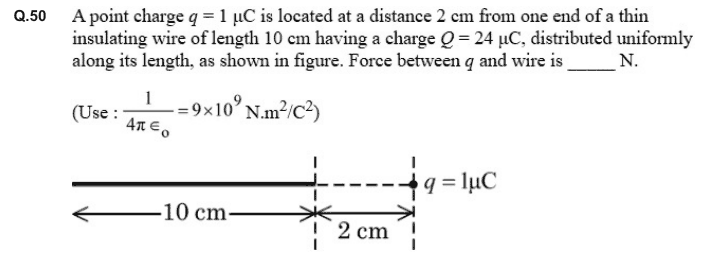 Q.50 A point charge q = 1 μC is located at a distance 2 cm from one end of a thin
insulating wire of length 10 cm having a charge Q = 24 μC, distributed uniformly
along its length, as shown in figure. Force between q and wire is _____ N.
(Use : 1/4π∈₀ = 9×10⁹ N.m²/C²)
q = 1μC
10 cm
2 cm